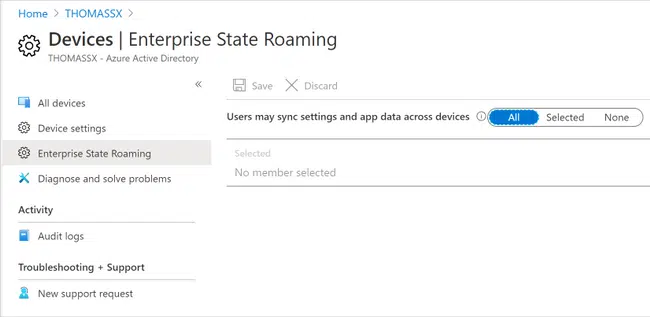 Home > THOMASSX >
Devices | Enterprise State Roaming
THOMASSX - Azure Active Directory
«
Save Discard
All devices
Device settings
Enterprise State Roaming
Diagnose and solve problems
Activity
Audit logs
Troubleshooting + Support
New support request
Users may sync settings and app data across devices All Selected None
Selected
No member selected